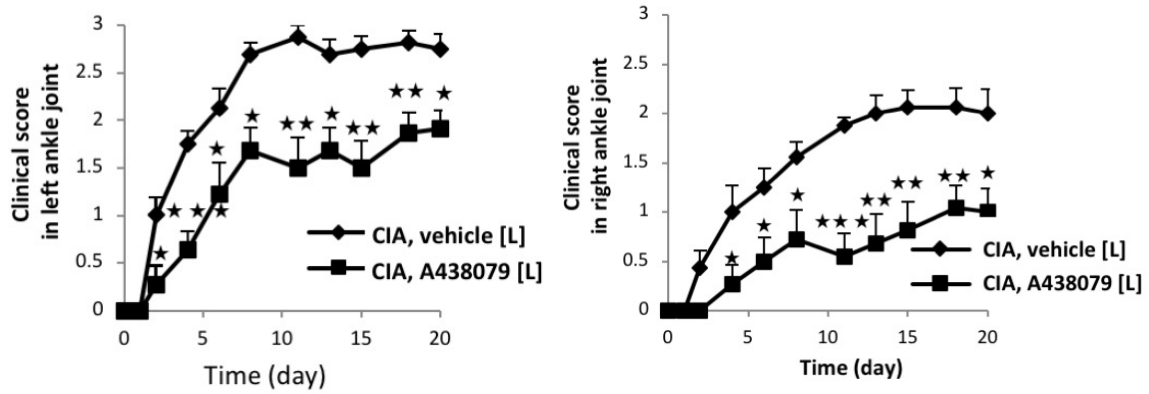 Clinical score
in left ankle joint
3
2.5
2
1.5
1
0.5
0
★
★★★
★
★
★★
★
★★
★★
★
CIA, vehicle [L]
CIA, A438079 [L]
0 5 10 15 20
Time (day)
Clinical score
in right ankle joint
3
2.5
2
1.5
1
0.5
0
★
★
★
★★★
★★
★★
★★
★
CIA, vehicle [L]
CIA, A438079 [L]
0 5 10 15 20
Time (day)